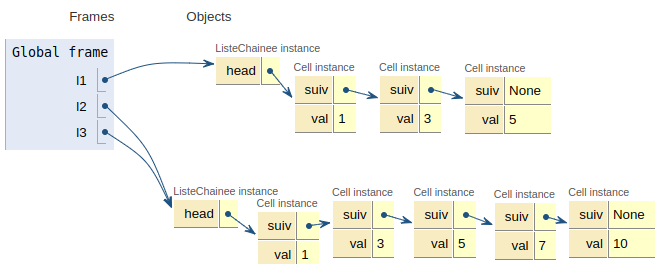 Frames Objects
Global frame
l1
l2
l3
ListeChainee instance
head
Cell instance
suiv
val 1
Cell instance
suiv
val 3
Cell instance
suiv None
val 5
ListeChainee instance
head
Cell instance
suiv
val 1
Cell instance
suiv
val 3
Cell instance
suiv
val 5
Cell instance
suiv
val 7
Cell instance
suiv None
val 10